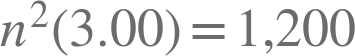 n²(3.00) = 1,200